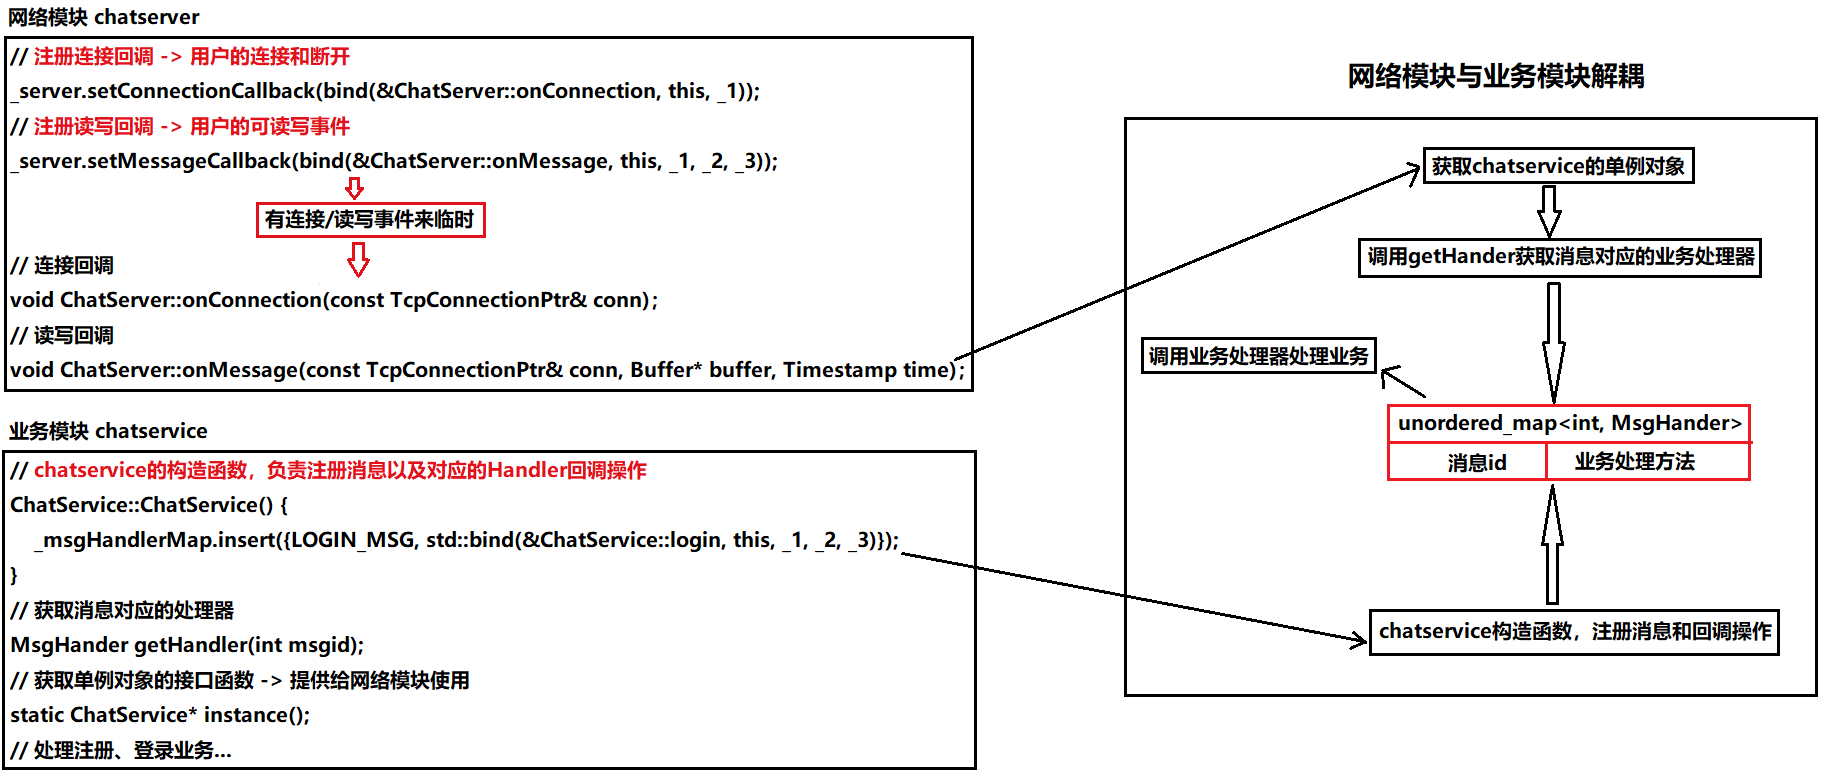 网络模块 chatserver
// 注册连接回调 -> 用户的连接和断开
_server.setConnectionCallback(bind(&ChatServer::onConnection, this, _1));
// 注册读写回调 -> 用户的可读写事件
_server.setMessageCallback(bind(&ChatServer::onMessage, this, _1, _2, _3));
有连接/读写事件来临时
// 连接回调
void ChatServer::onConnection(const TcpConnectionPtr& conn);
// 读写回调
void ChatServer::onMessage(const TcpConnectionPtr& conn, Buffer* buffer, Timestamp time);
业务模块 chatservice
// chatservice的构造函数，负责注册消息以及对应的Handler回调操作
ChatService::ChatService() {
_msgHandlerMap.insert({LOGIN_MSG, std::bind(&ChatService::login, this, _1, _2, _3)});
}
// 获取消息对应的处理器
MsgHander getHandler(int msgid);
// 获取单例对象的接口函数 -> 提供给网络模块使用
static ChatService* instance();
// 处理注册、登录业务...
网络模块与业务模块解耦
获取chatservice的单例对象
调用getHander获取消息对应的业务处理器
调用业务处理器处理业务
unordered_map<int, MsgHander>
消息id
业务处理方法
chatservice构造函数，注册消息和回调操作